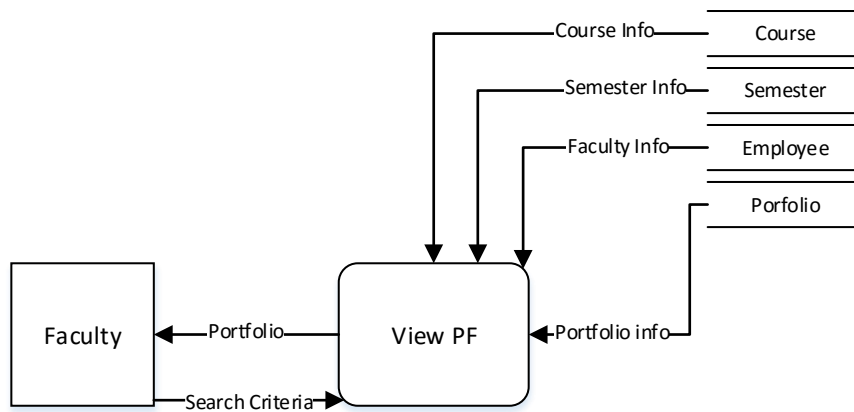 Course Info
Course
Semester Info
Semester
Faculty Info
Employee
Porfolio
Faculty
Portfolio
View PF
Portfolio info
Search Criteria